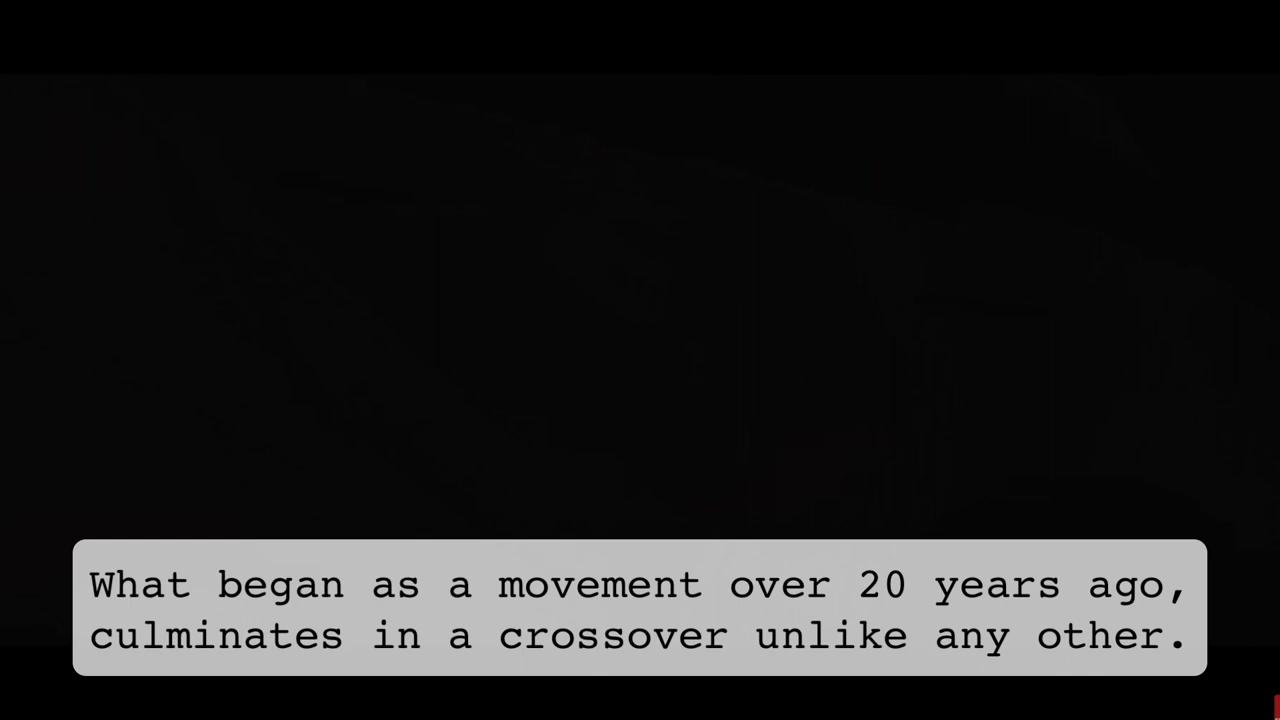 What began as a movement over 20 years ago,
culminates in a crossover unlike any other.